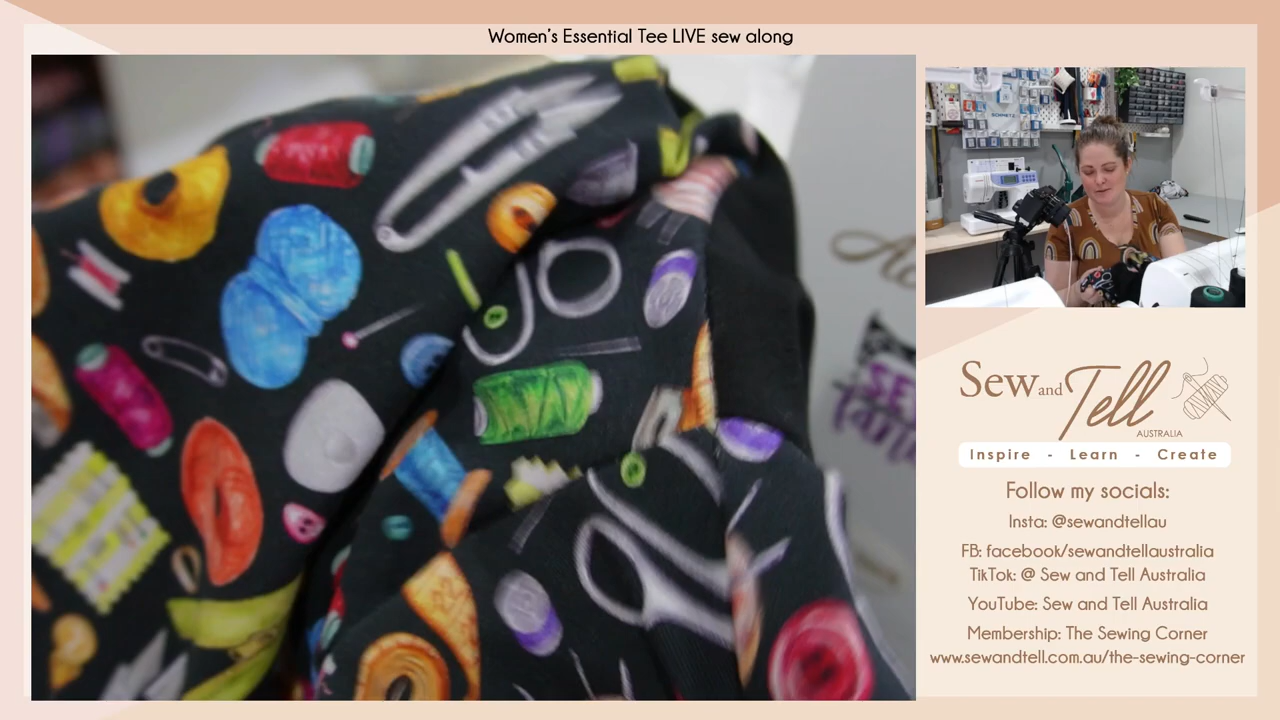 Women's Essential Tee LIVE sew along
Sew and Tell
AUSTRALIA
Inspire - Learn - Create
Follow my socials:
Insta: @sewandtellau
FB: facebook/sewandtellaustralia
TikTok: @ Sew and Tell Australia
YouTube: Sew and Tell Australia
Membership: The Sewing Corner
www.sewandtell.com.au/the-sewing-corner